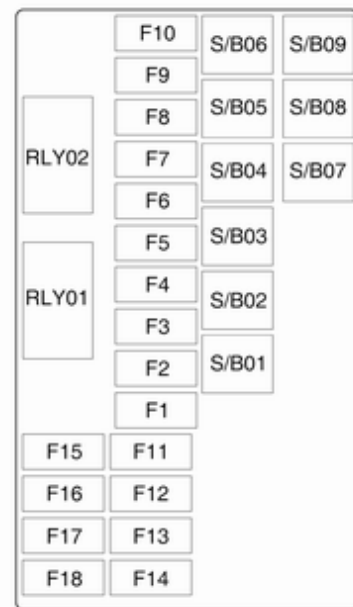 F10 S/B06 S/B09
F9
F8 S/B05 S/B08
RLY02 F7 S/B04 S/B07
F6
F5 S/B03
RLY01 F4
F3 S/B02
F2 S/B01
F1
F15 F11
F16 F12
F17 F13
F18 F14